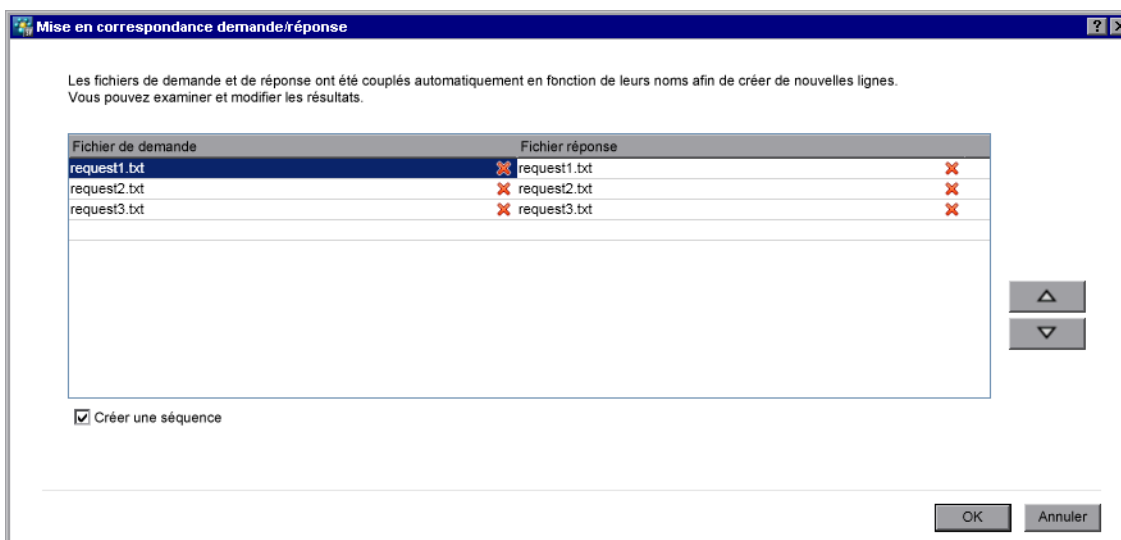 Mise en correspondance demande/réponse
Les fichiers de demande et de réponse ont été couplés automatiquement en fonction de leurs noms afin de créer de nouvelles lignes.
Vous pouvez examiner et modifier les résultats.
Fichier de demande Fichier réponse
request1.txt request1.txt
request2.txt request2.txt
request3.txt request3.txt
Créer une séquence
OK Annuler